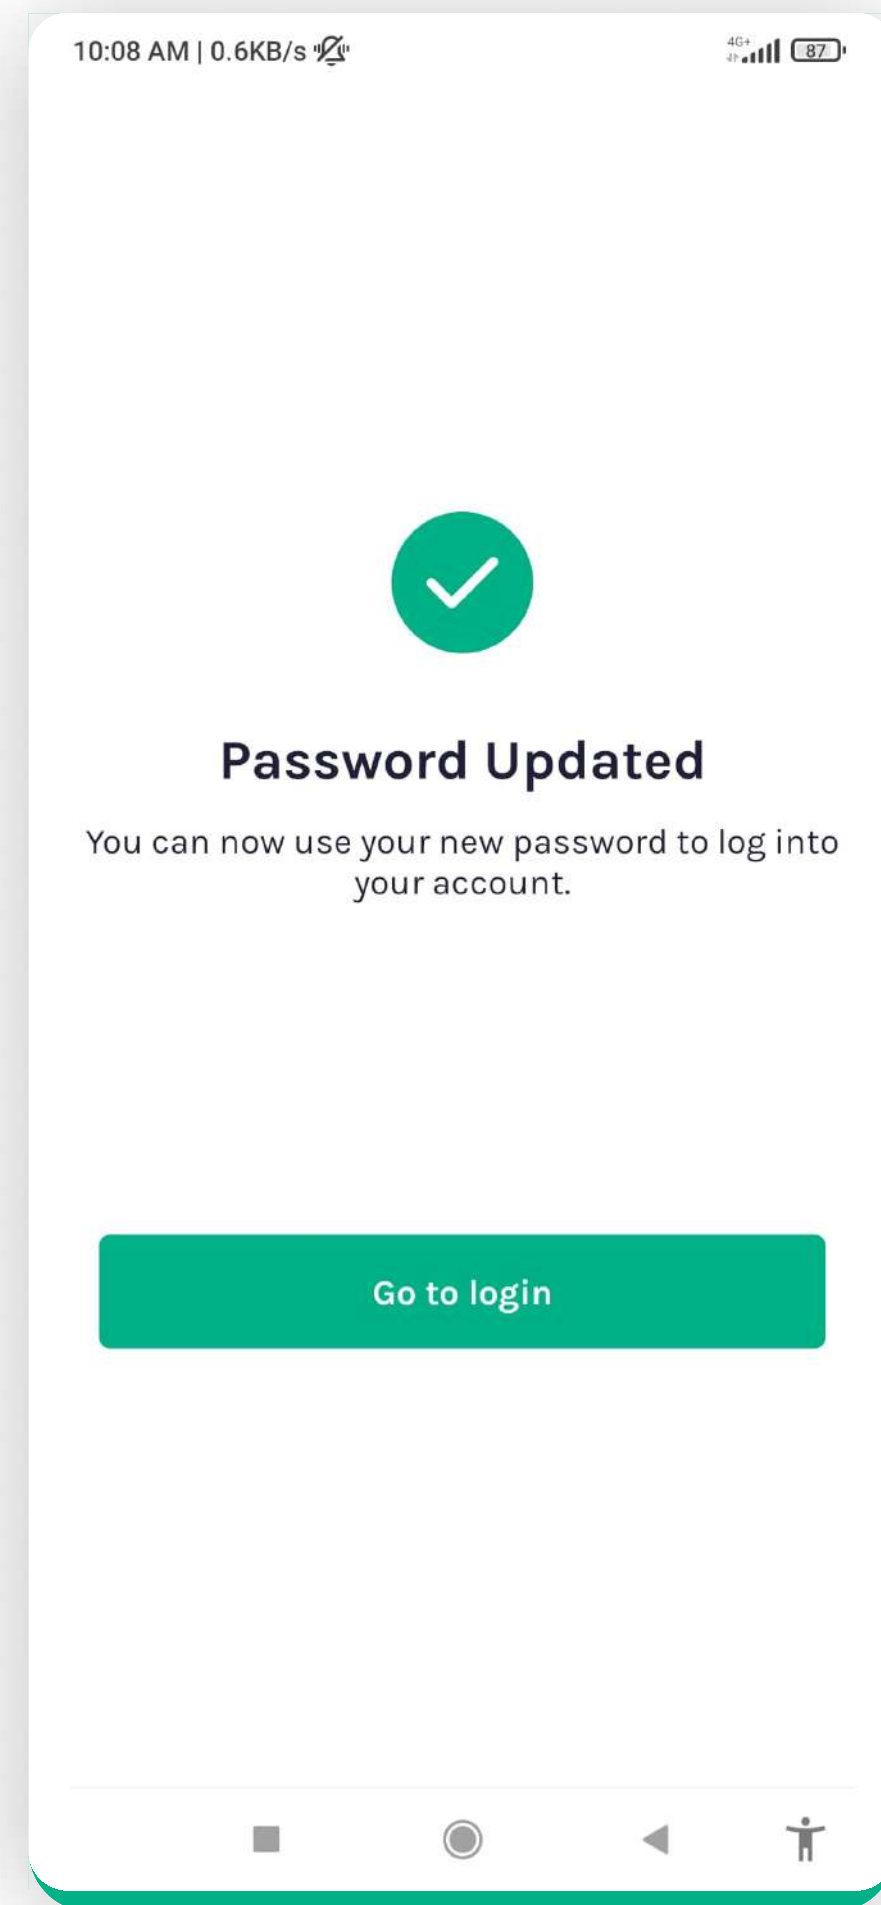 10:08 AM | 0.6KB/s
4G+
87
Password Updated
You can now use your new password to log into
your account.
Go to login